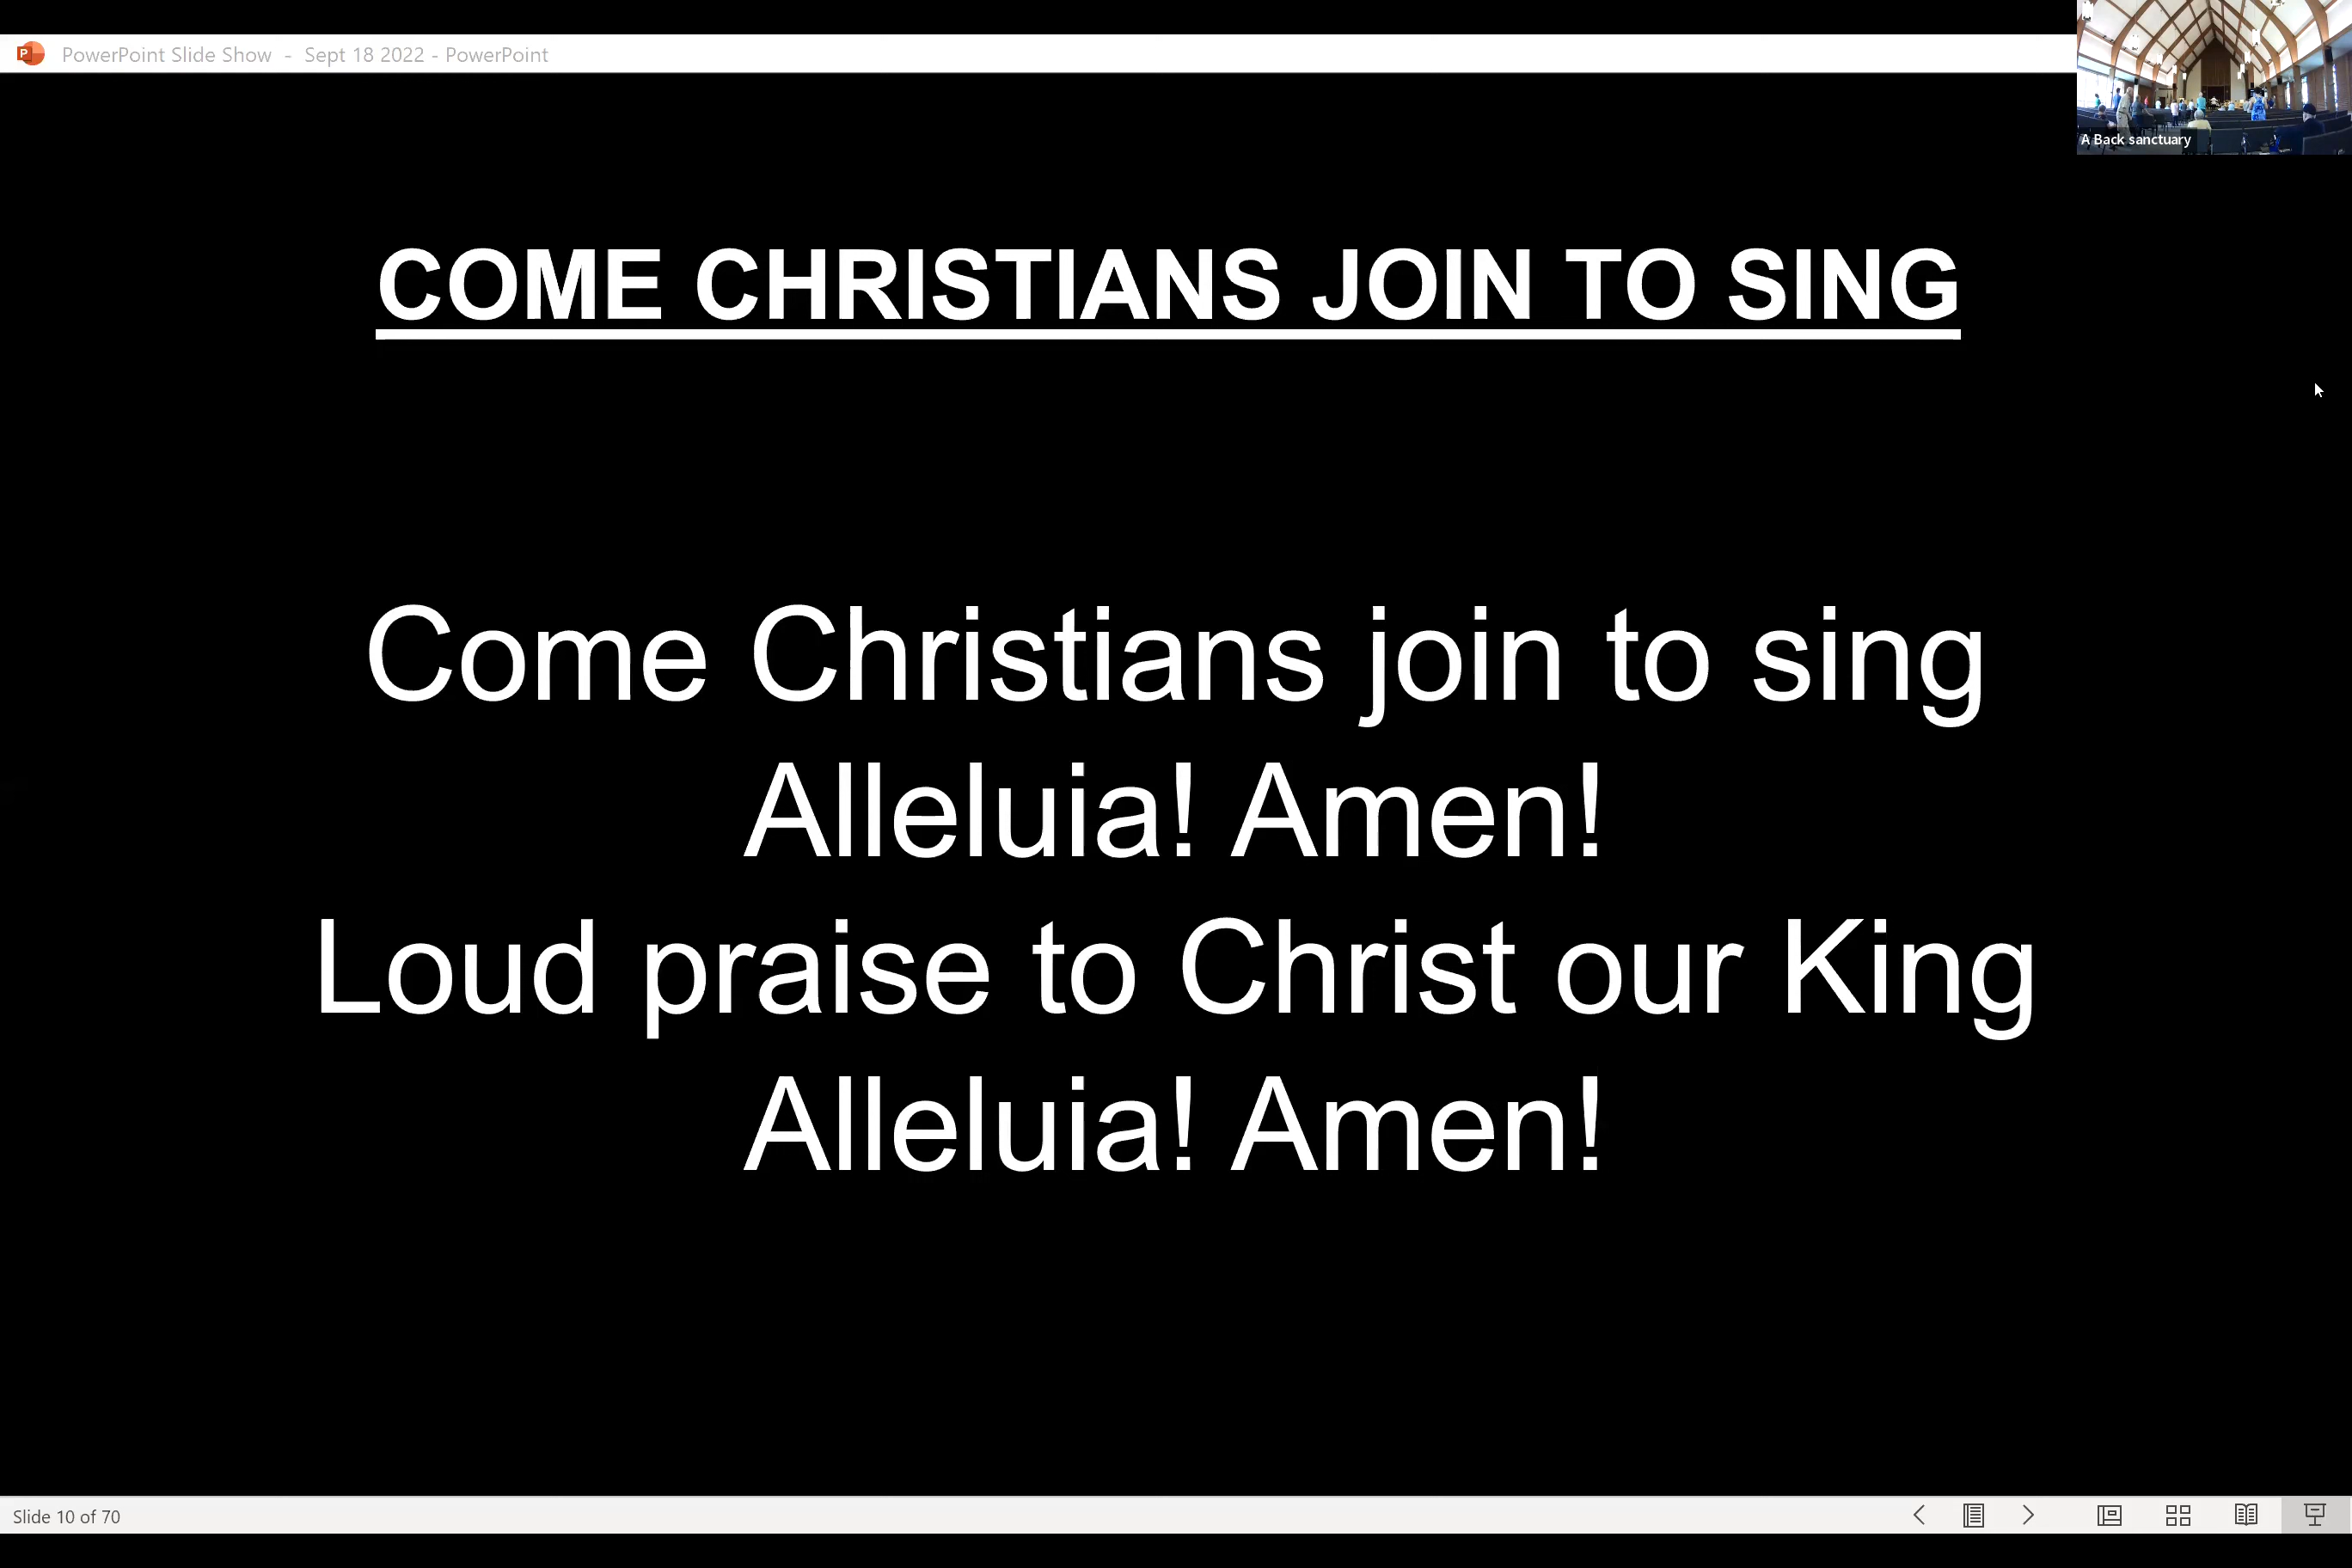 PowerPoint Slide Show - Sept 18 2022 - PowerPoint
A Back sanctuary
COME CHRISTIANS JOIN TO SING
Come Christians join to sing
Alleluia! Amen!
Loud praise to Christ our King
Alleluia! Amen!
Slide 10 of 70